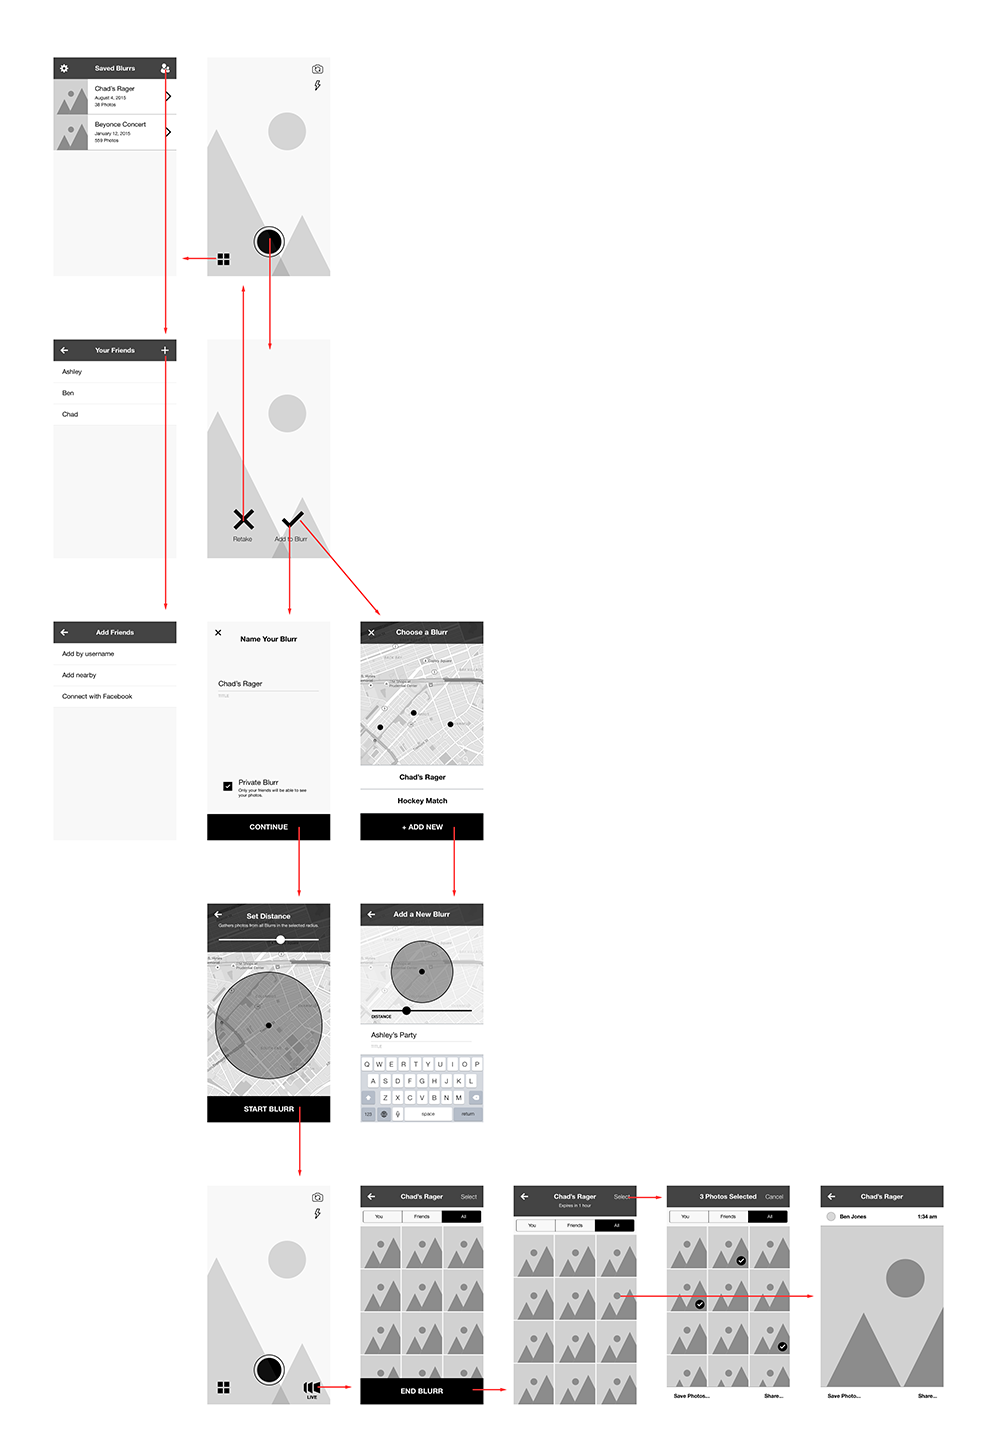 Saved Blurrs
Chad's Rager
August 4, 2015
38 Photos
Beyonce Concert
January 12, 2015
559 Photos
Your Friends
Ashley
Ben
Chad
Retake
Add to Blurr
Add Friends
Add by username
Add nearby
Connect with Facebook
Name Your Blurr
Chad's Rager
TITLE
Private Blurr
Only your friends will be able to see
your photos.
CONTINUE
Choose a Blurr
Chad's Rager
Hockey Match
+ ADD NEW
Set Distance
Gathers photos from all Blurrs in the selected radius.
START BLURR
Add a New Blurr
DISTANCE
Ashley's Party
TITLE
Q W E R T Y U I O P
A S D F G H J K L
Z X C V B N M
123 space return
LIVE
Chad's Rager Select
You Friends All
END BLURR
Chad's Rager Select
Expires in 1 hour
You Friends All
3 Photos Selected Cancel
You Friends All
Save Photos... Share...
Chad's Rager
Ben Jones 1:34 am
Save Photo... Share...